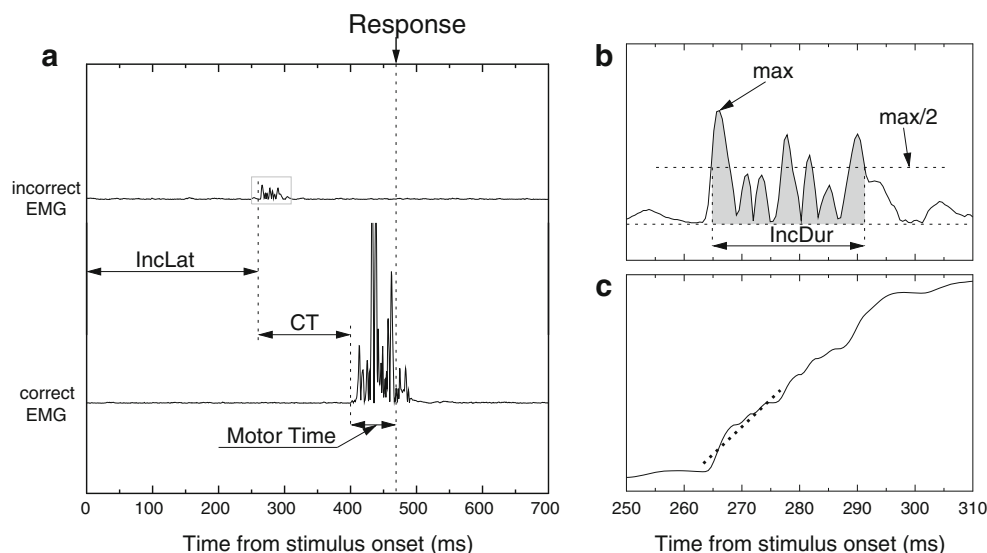 Response
a
incorrect
EMG
IncLat
CT
correct
EMG
Motor Time
0 100 200 300 400 500 600 700
Time from stimulus onset (ms)
b
max
max/2
IncDur
c
250 260 270 280 290 300 310
Time from stimulus onset (ms)